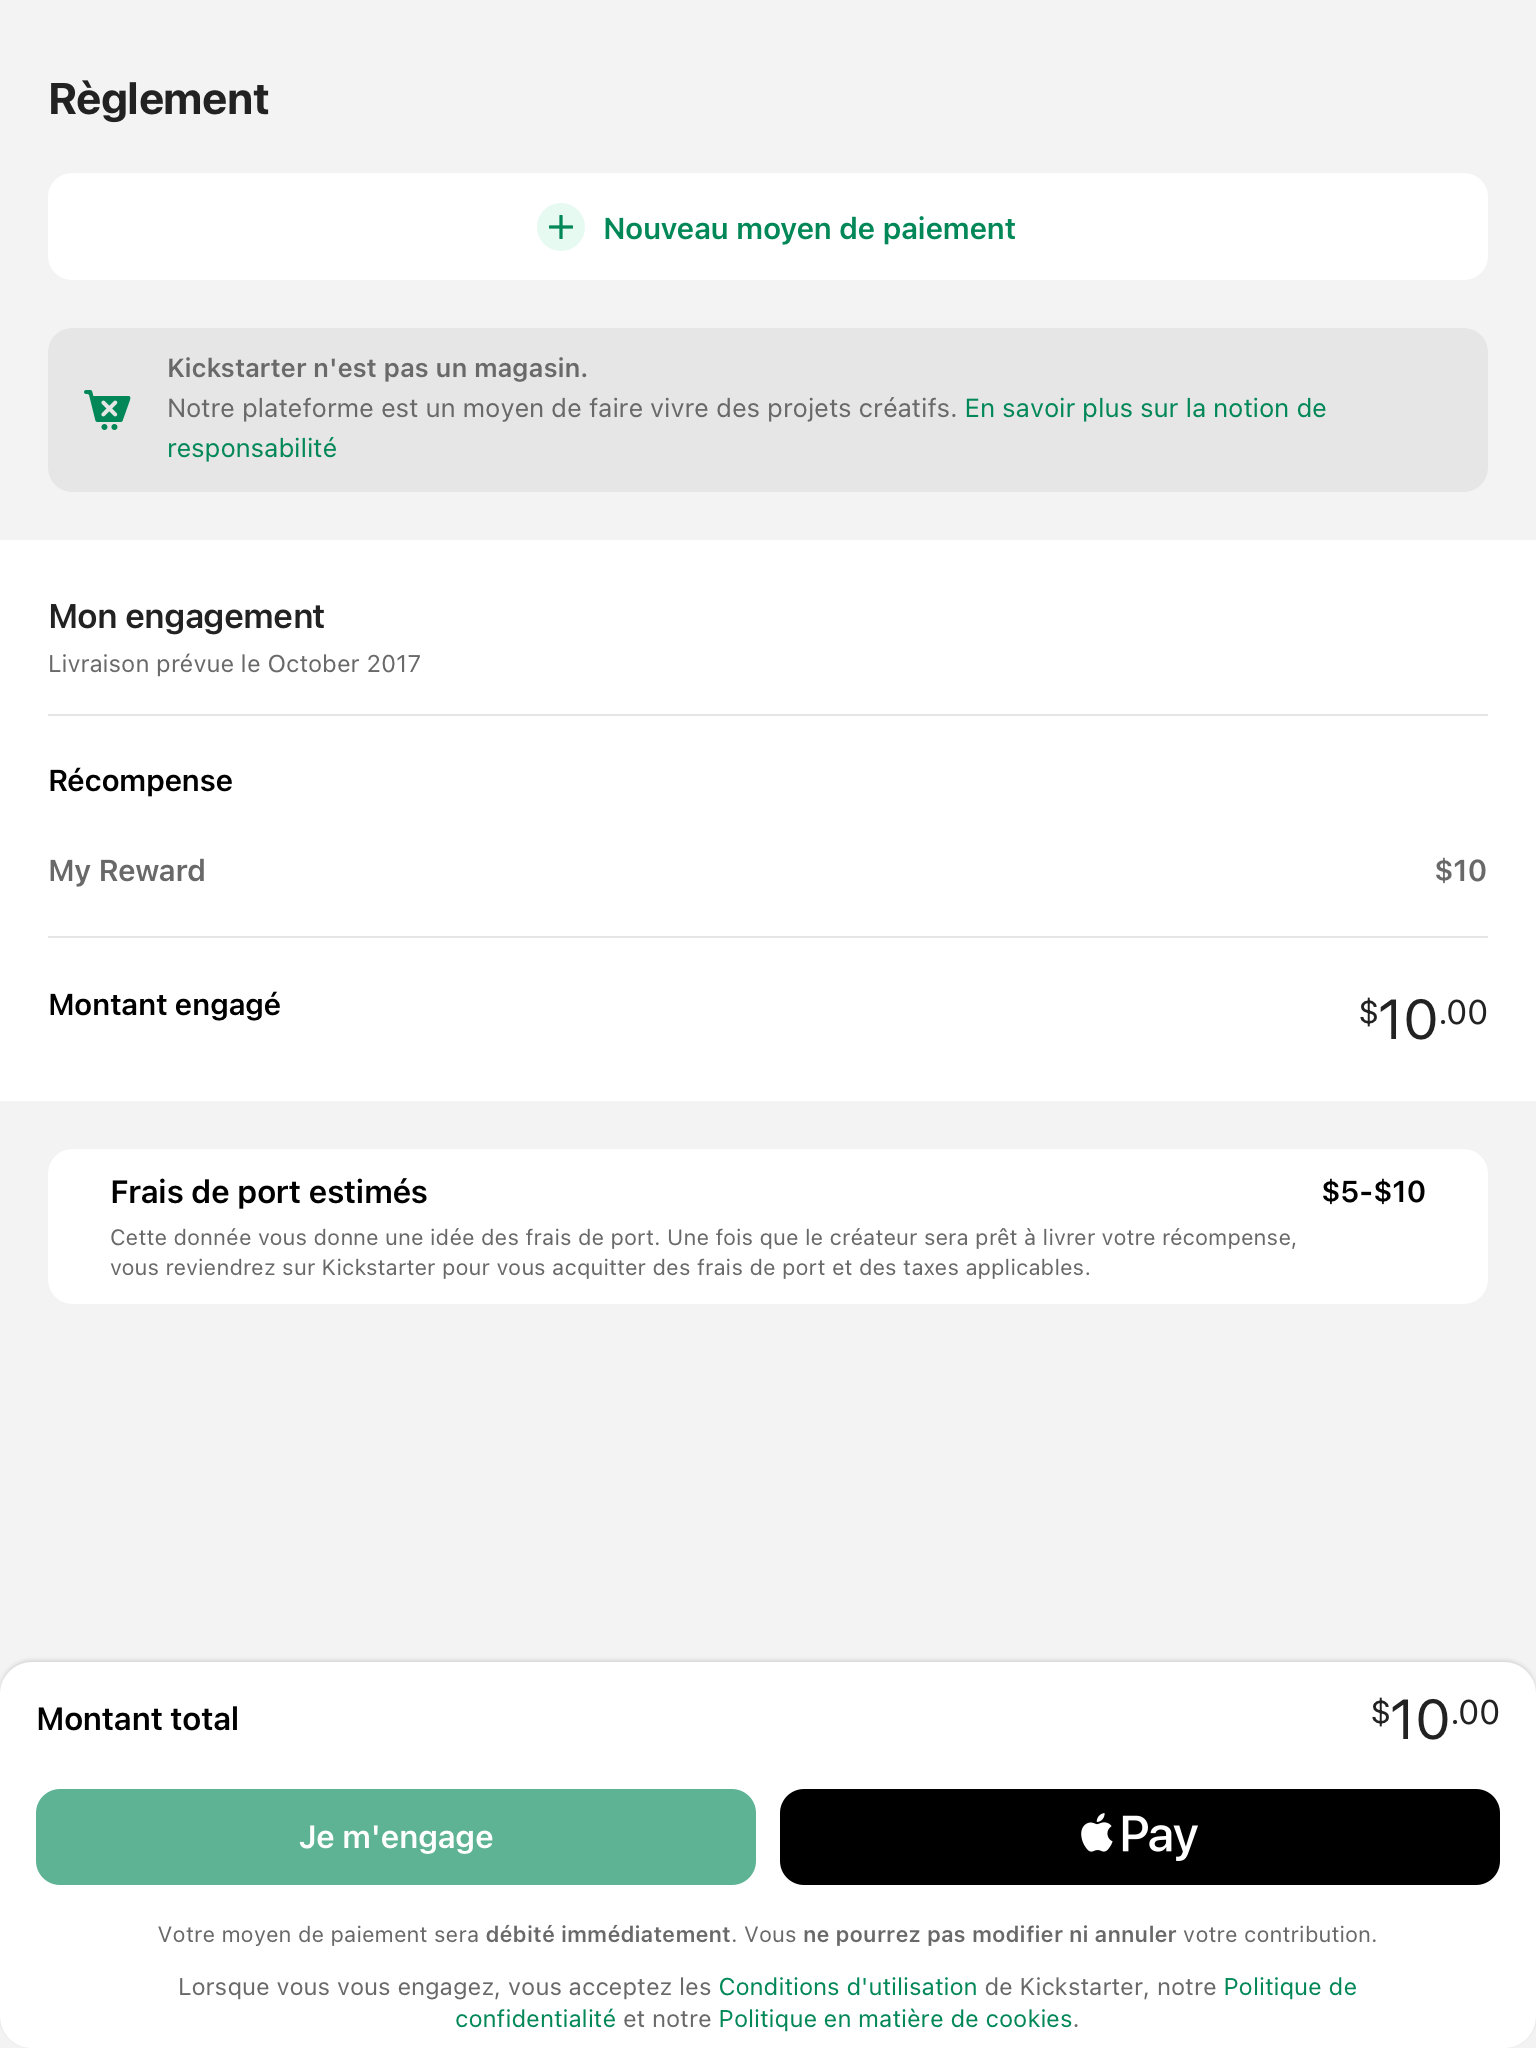 Règlement
Nouveau moyen de paiement
Kickstarter n'est pas un magasin.
Notre plateforme est un moyen de faire vivre des projets créatifs. En savoir plus sur la notion de
responsabilité
Mon engagement
Livraison prévue le October 2017
Récompense
My Reward $10
Montant engagé $10.00
Frais de port estimés $5-$10
Cette donnée vous donne une idée des frais de port. Une fois que le créateur sera prêt à livrer votre récompense,
vous reviendrez sur Kickstarter pour vous acquitter des frais de port et des taxes applicables.
Montant total $10.00
Je m'engage Pay
Votre moyen de paiement sera débité immédiatement. Vous ne pourrez pas modifier ni annuler votre contribution.
Lorsque vous vous engagez, vous acceptez les Conditions d'utilisation de Kickstarter, notre Politique de
confidentialité et notre Politique en matière de cookies.